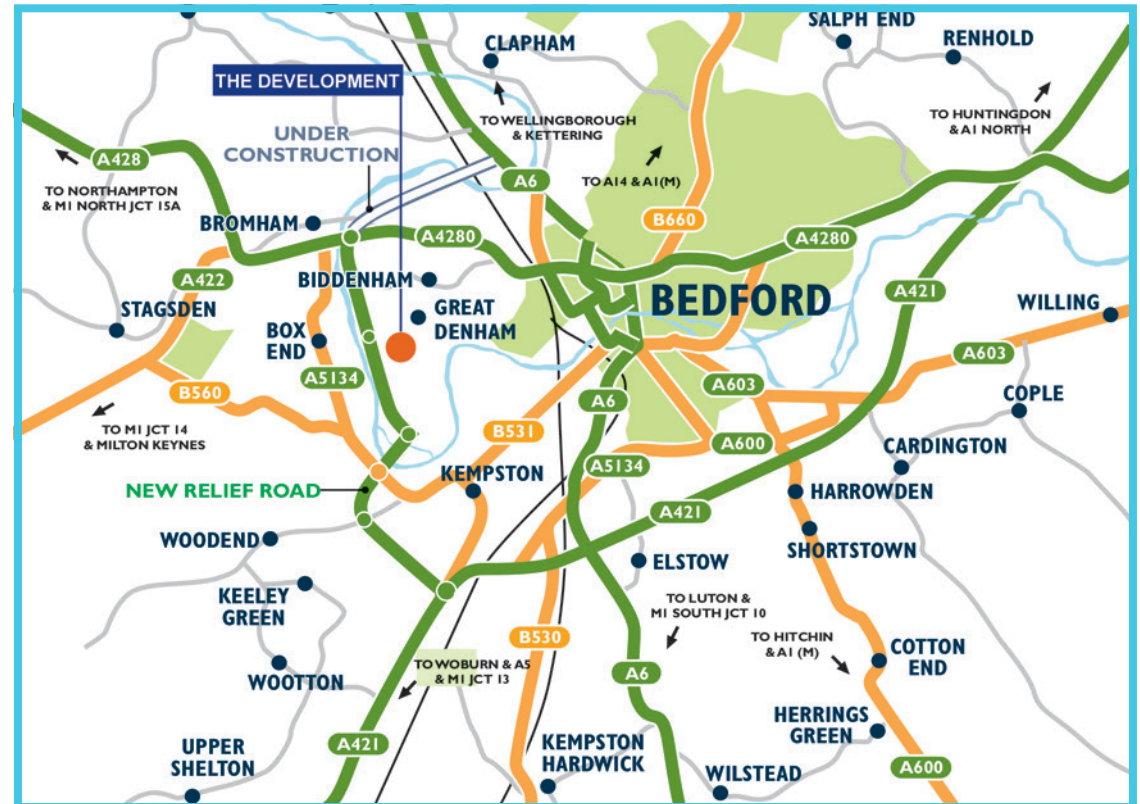 SALPH END
RENHOLD
CLAPHAM
THE DEVELOPMENT
TO WELLINGBOROUGH
& KETTERING
TO HUNTINGDON
& A1 NORTH
UNDER
CONSTRUCTION
A428
A6
TO A14 & A1(M)
TO NORTHAMPTON
& M1 NORTH JCT 15A
BROMHAM
B660
A4280
A4280
A422
BIDDENHAM
STAGSDEN
GREAT
DENHAM
BEDFORD
A421
WILLING
BOX
END
A603
A5134
A603
B560
A6
COPLE
TO M1 JCT 14
& MILTON KEYNES
B531
A600
CARDINGTON
A5134
KEMPSTON
NEW RELIEF ROAD
HARROWDEN
A421
WOODEND
SHORTSTOWN
ELSTOW
KEELEY
GREEN
TO LUTON &
M1 SOUTH JCT 10
B530
TO HITCHIN
& A1 (M)
COTTON
END
TO WOBURN & A5
& M1 JCT 13
WOOTTON
A6
HERRINGS
GREEN
A421
UPPER
SHELTON
KEMPSTON
HARDWICK
WILSTEAD
A600